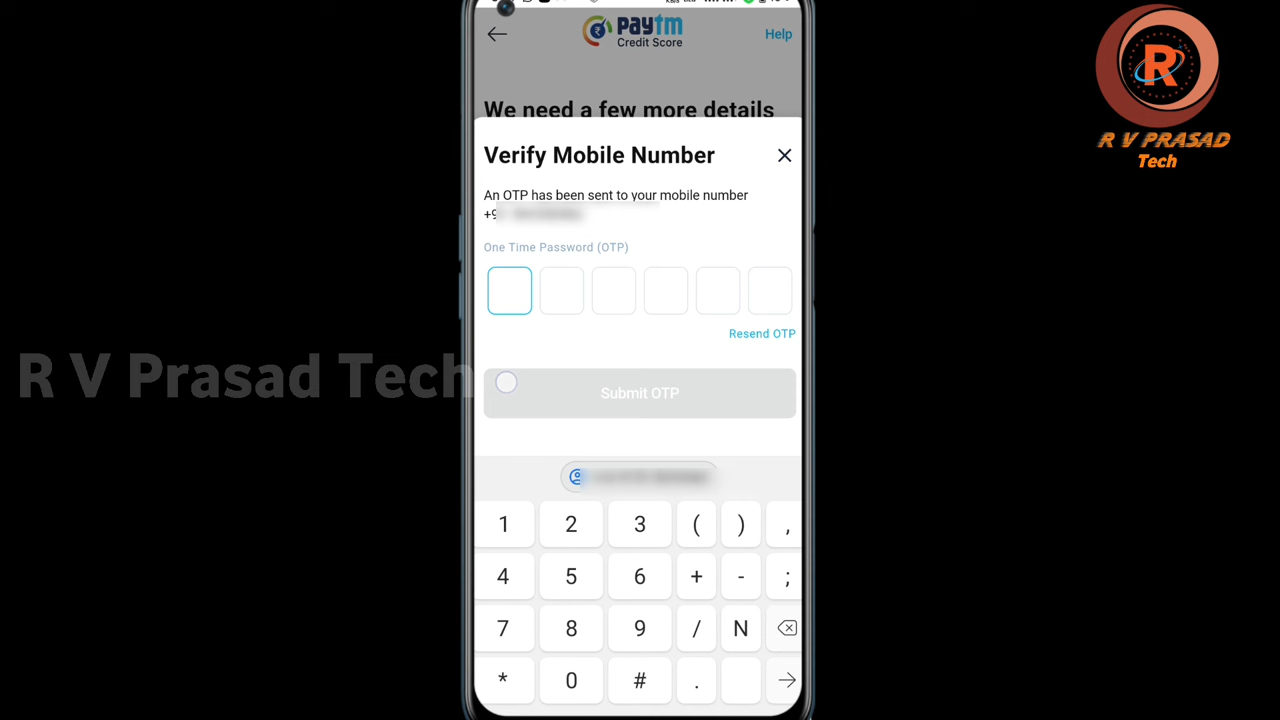 paytm
Credit Score
Help
We need a few more details
Verify Mobile Number
An OTP has been sent to your mobile number
+9
One Time Password (OTP)
Resend OTP
Submit OTP
1 2 3 ( ) ,
4 5 6 + - ;
7 8 9 / N
* 0 # .
R
R V PRASAD
Tech
R V Prasad Tech